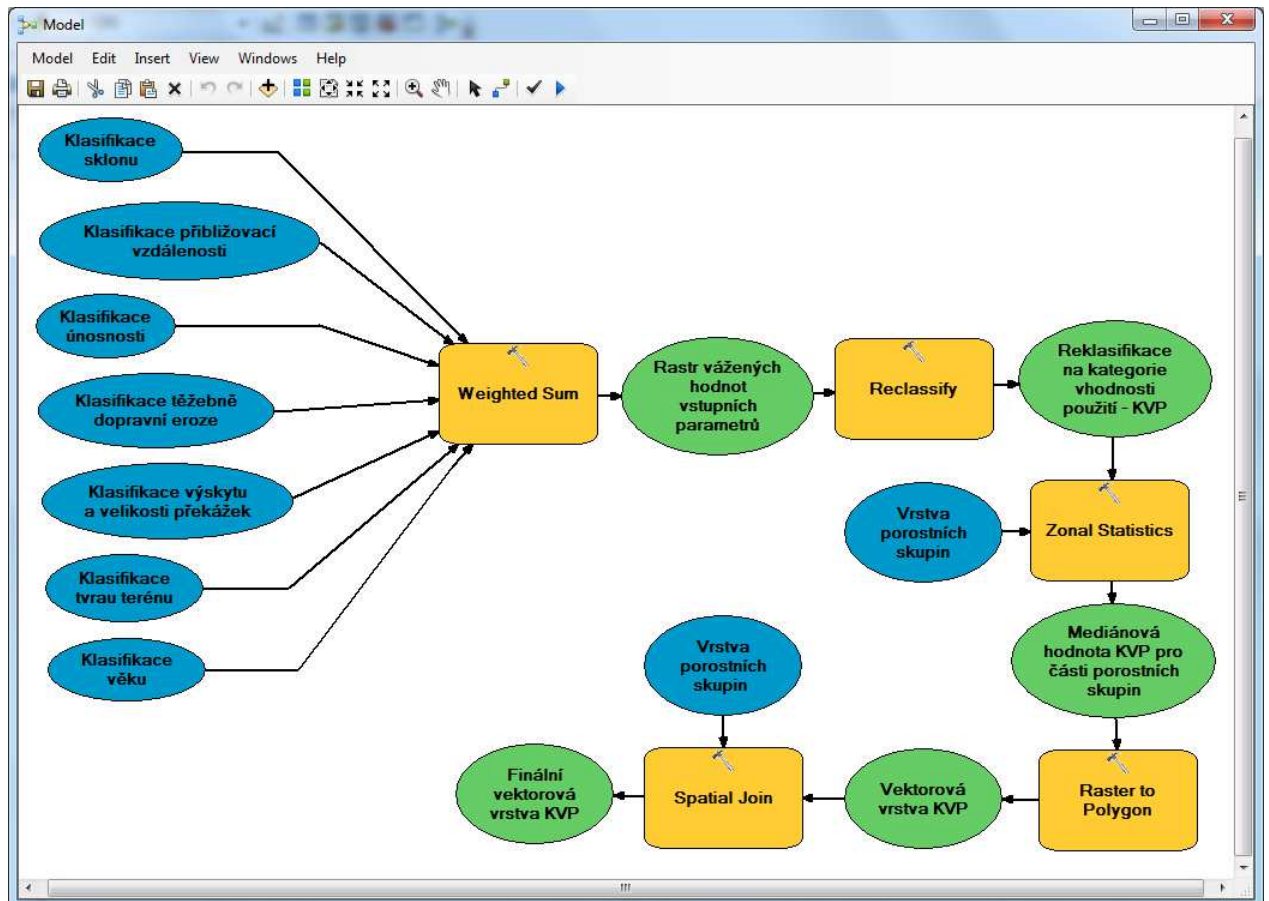 Model
Model Edit Insert View Windows Help
Klasifikace
sklonu
Klasifikace přibližovací
vzdálenosti
Klasifikace
únosnosti
Klasifikace těžebně
dopravní eroze
Klasifikace výskytu
a velikosti překážek
Klasifikace
tvrau terénu
Klasifikace
věku
Weighted Sum
Rastr vážených
hodnot
vstupních
parametrů
Reclassify
Reklasifikace
na kategorie
vhodnosti
použití - KVP
Vrstva
porostních
skupin
Zonal Statistics
Mediánová
hodnota KVP pro
části porostních
skupin
Raster to
Polygon
Vektorová
vrstva KVP
Vrstva
porostních
skupin
Spatial Join
Finální
vektorová
vrstva KVP